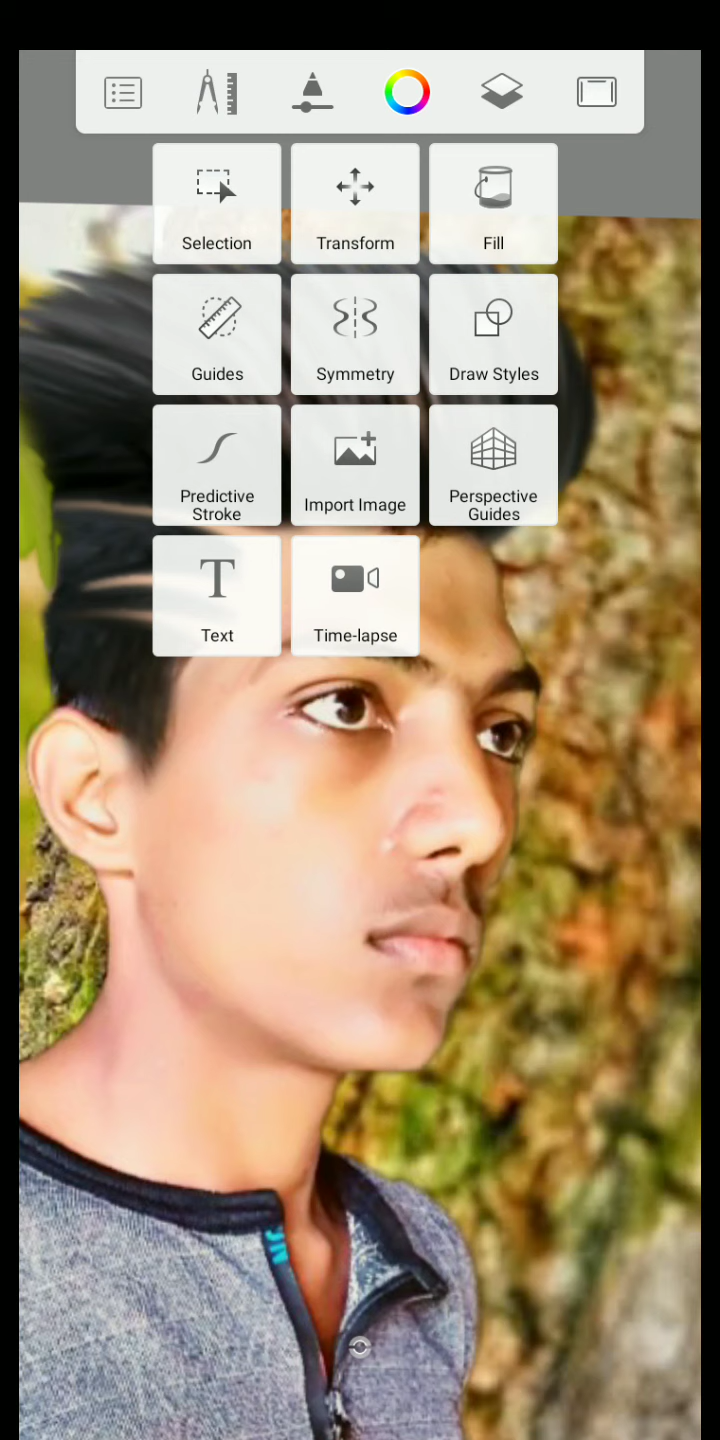 Selection
Transform
Fill
Guides
Symmetry
Draw Styles
Predictive
Stroke
Import Image
Perspective
Guides
Text
Time-lapse